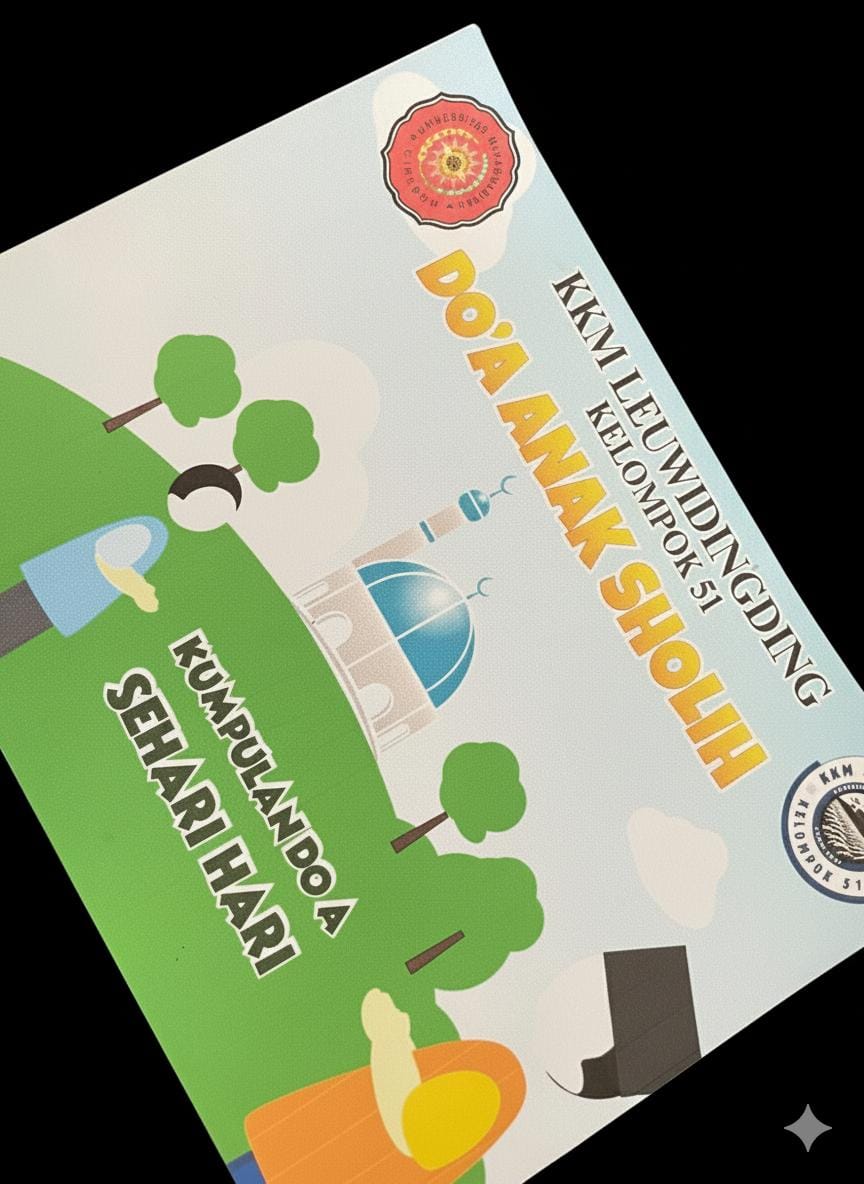 KKM LEUWIDINGDING
KELOMPOK 51
DO'A ANAK SHOLIH
KUMPULAN DO A
SEHARI HARI
KKM
KELOMPOK 51